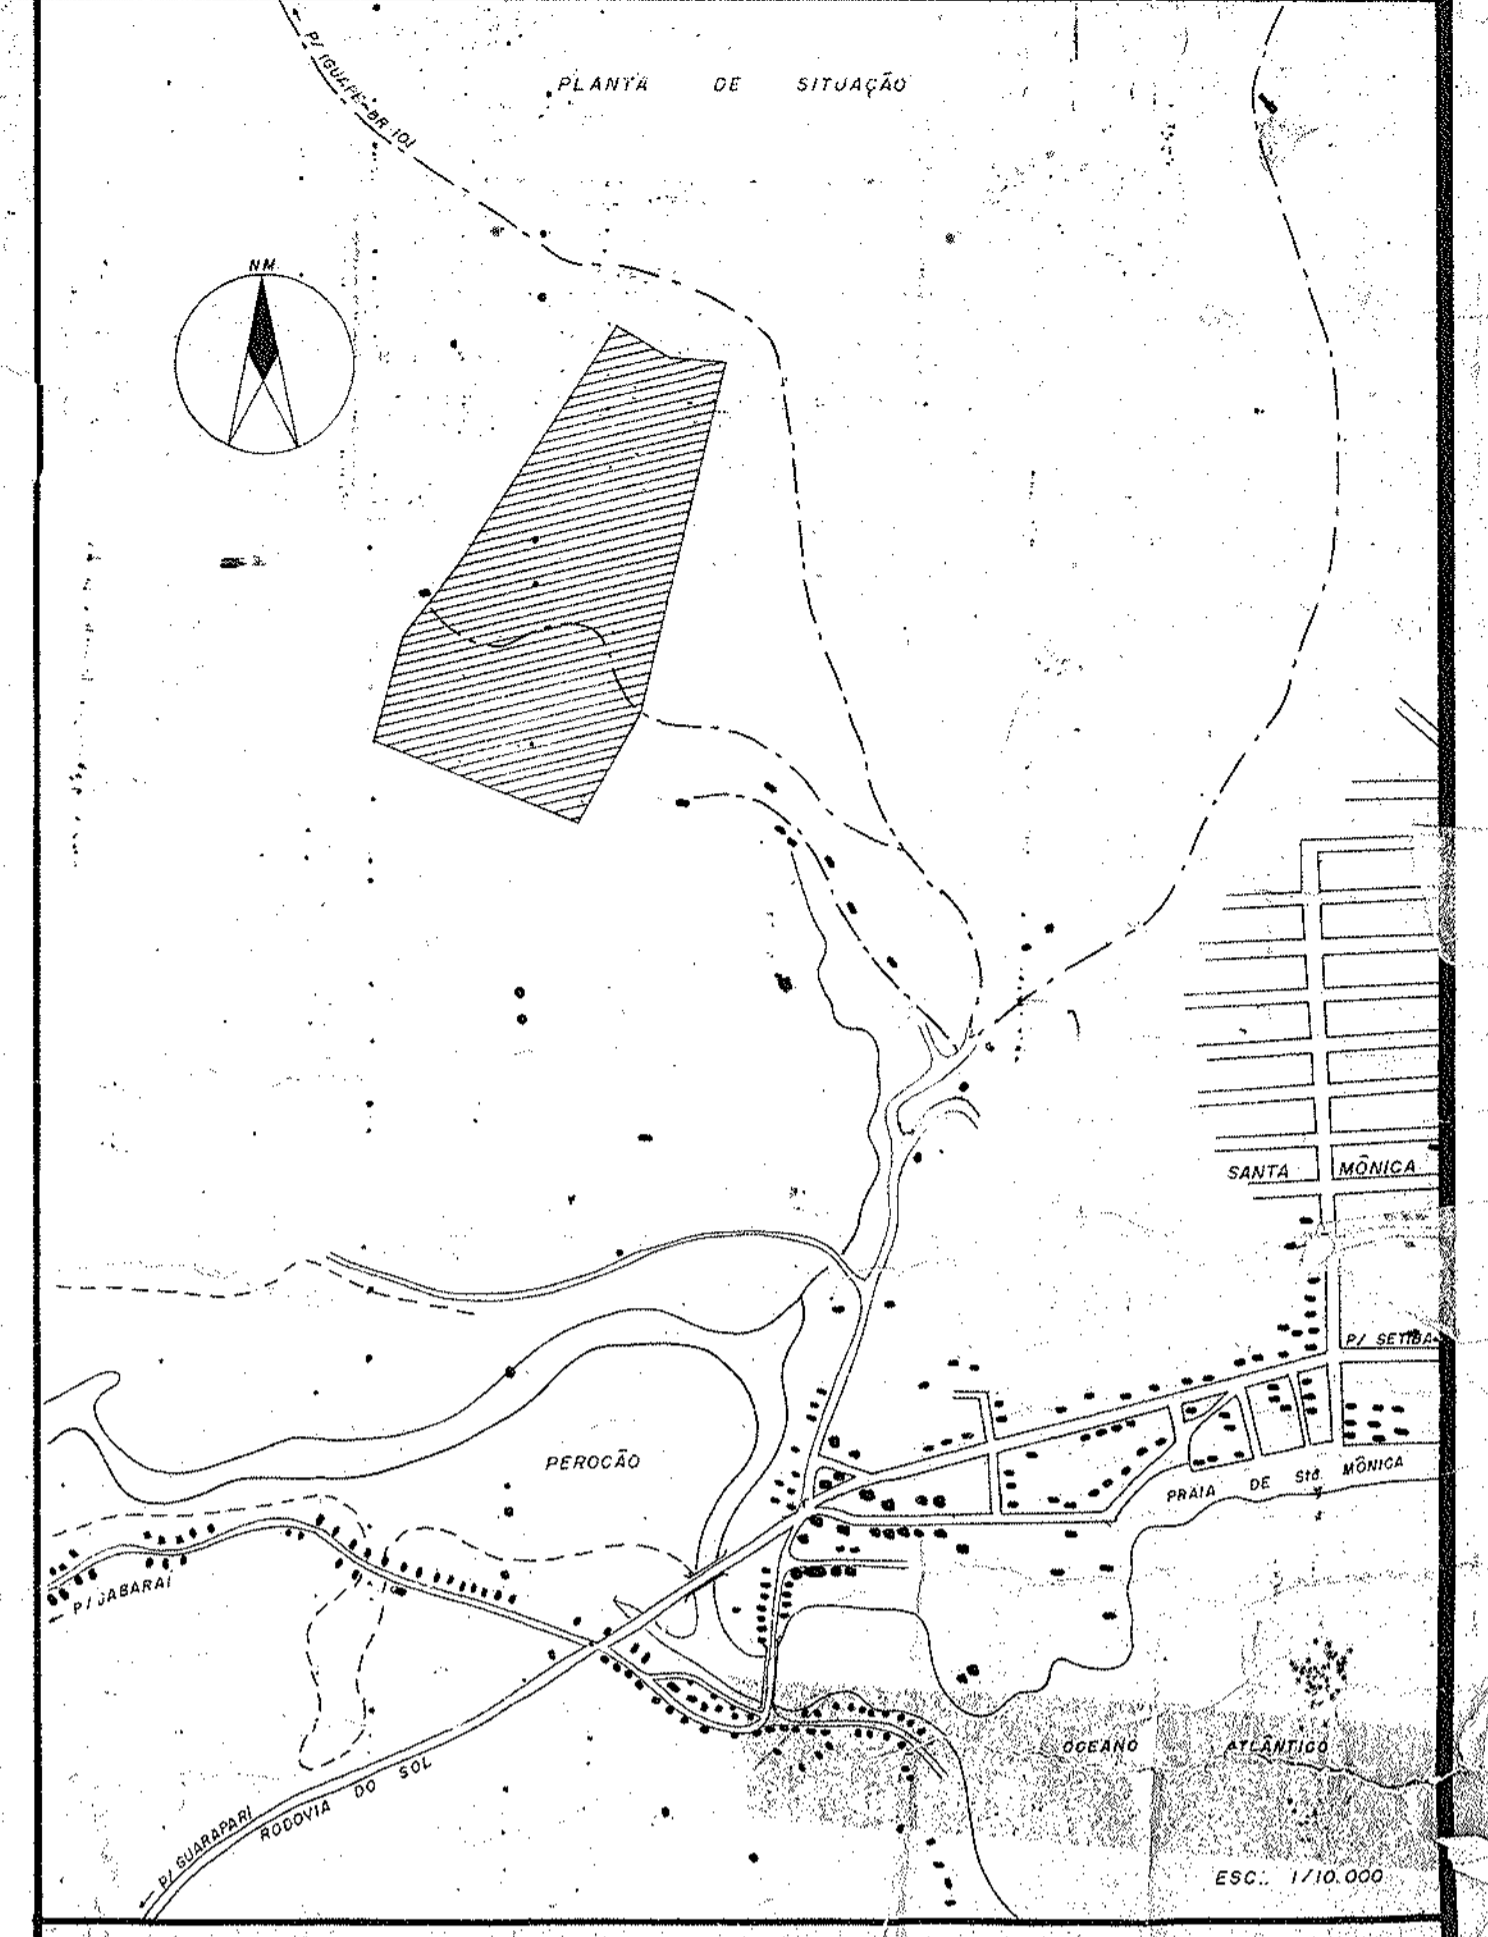 PLANTA DE SITUAÇÃO
P/ IGUAPE-BR 101
NM
SANTA MÔNICA
P/ SETIBA
PEROCÃO
PRAIA DE Stª MÔNICA
P/ JABARAÍ
OCEANO ATLÂNTICO
P/ GUARAPARI
RODOVIA DO SOL
ESC.: 1/10.000